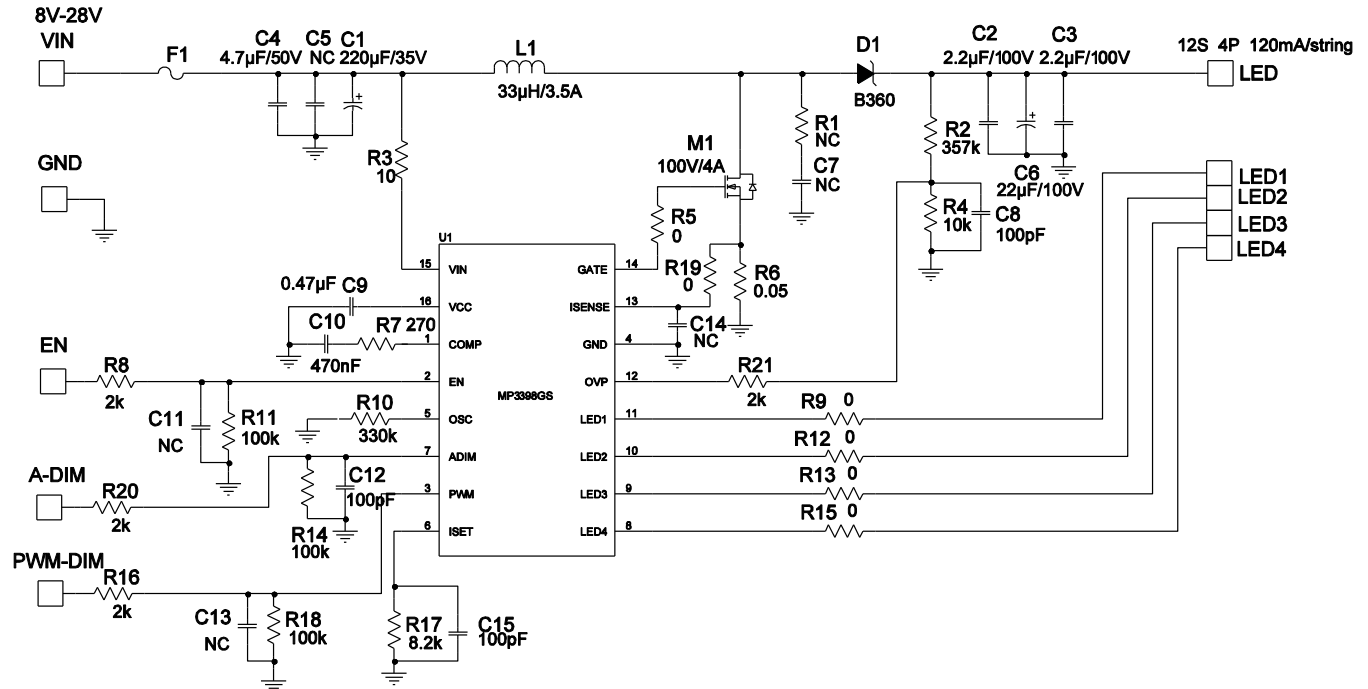 8V-28V
VIN
F1
C4
4.7µF/50V
C5
NC
C1
220µF/35V
L1
33µH/3.5A
D1
B360
C2
2.2µF/100V
C3
2.2µF/100V
12S 4P 120mA/string
LED
GND
R3
10
M1
100V/4A
R1
NC
C7
NC
R2
357k
C6
22µF/100V
R4
10k
C8
100pF
LED1
LED2
LED3
LED4
R5
0
R19
0
R6
0.05
C14
NC
U1
15 VIN
16 VCC
1 COMP
2 EN
5 OSC
7 ADIM
3 PWM
6 ISET
MP3398GS
GATE 14
ISENSE 13
GND 4
OVP 12
LED1 11
LED2 10
LED3 9
LED4 8
0.47µF C9
C10
470nF
R7 270
EN
R8
2k
C11
NC
R11
100k
R10
330k
R21
2k
R9 0
R12 0
R13 0
R15 0
A-DIM
R20
2k
C12
100pF
R14
100k
PWM-DIM
R16
2k
C13
NC
R18
100k
R17
8.2k
C15
100pF